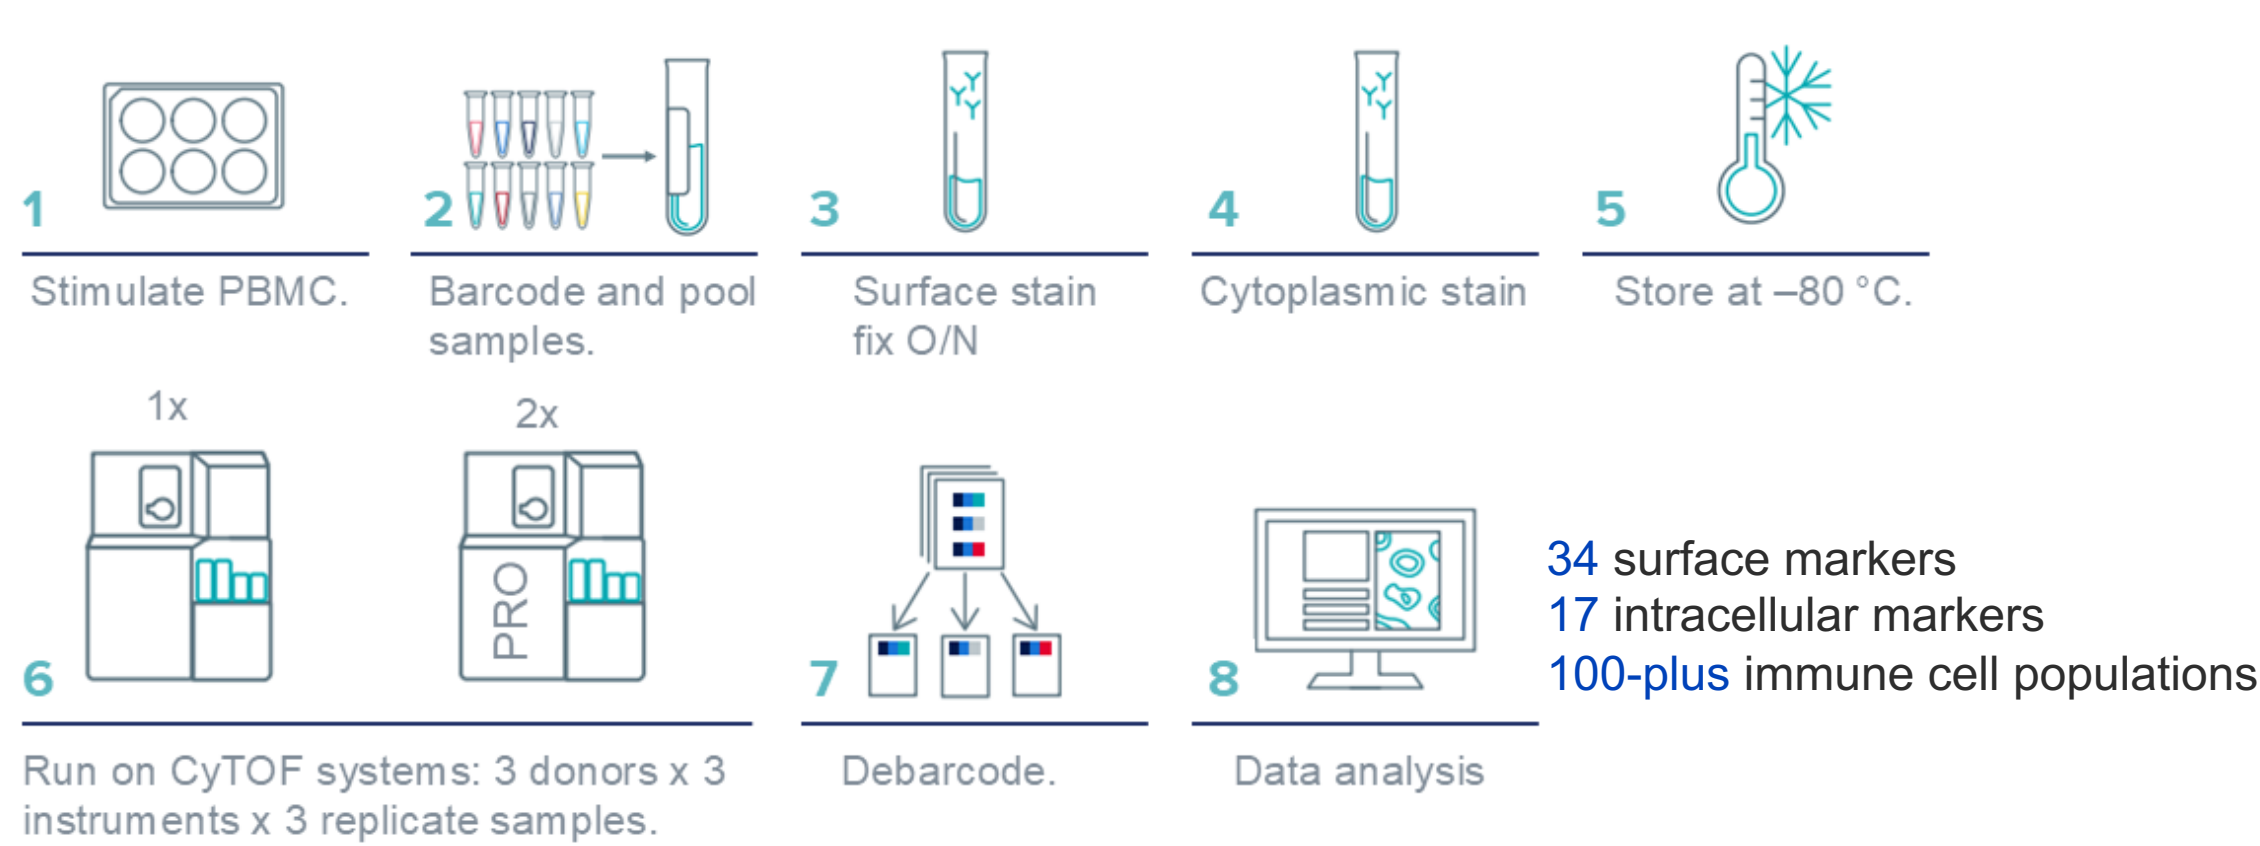 1
Stimulate PBMC.
2
Barcode and pool
samples.
3
Surface stain
fix O/N
4
Cytoplasmic stain
5
Store at –80 °C.
1x
2x
PRO
6
Run on CyTOF systems: 3 donors x 3
instruments x 3 replicate samples.
7
Debarcode.
8
Data analysis
34 surface markers
17 intracellular markers
100-plus immune cell populations